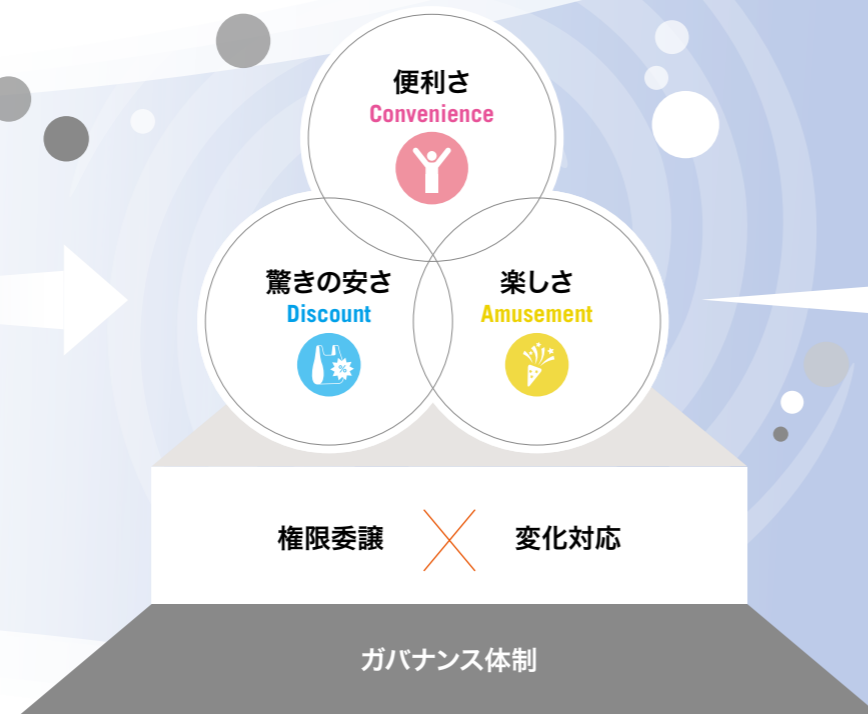 便利さ
Convenience
驚きの安さ
Discount
%
楽しさ
Amusement
権限委譲
変化対応
ガバナンス体制